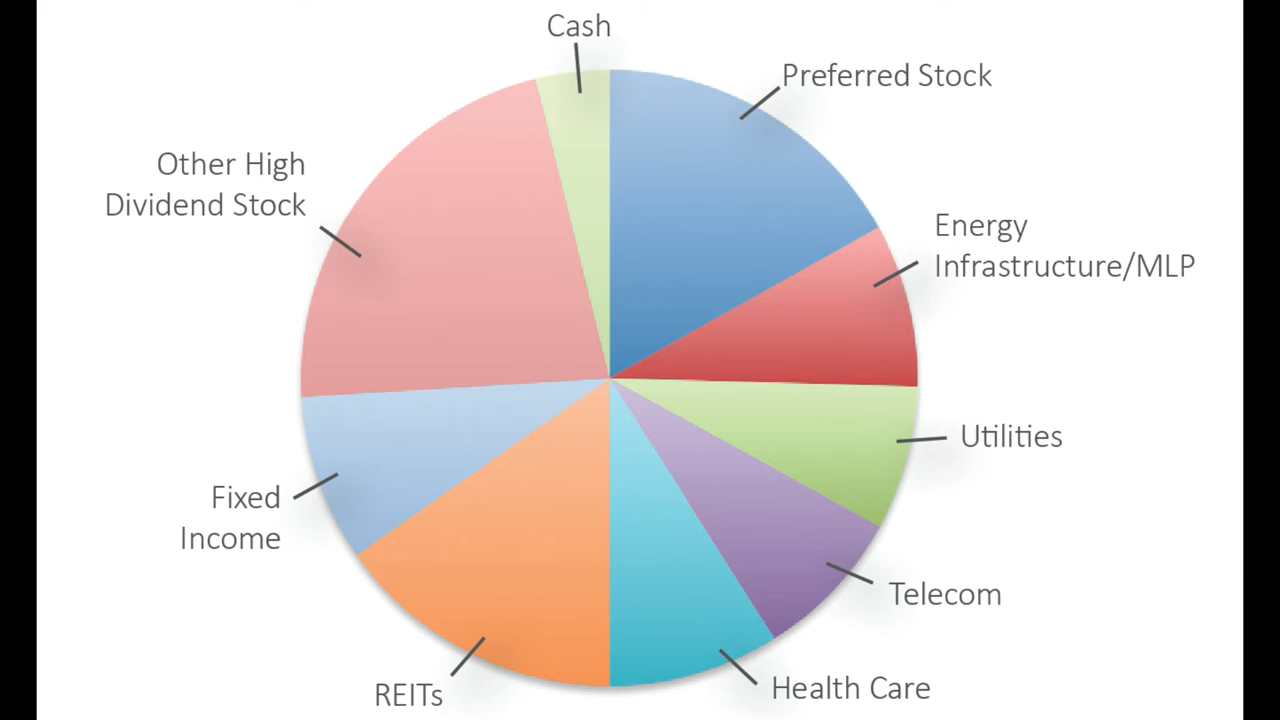 Cash
Preferred Stock
Energy
Infrastructure/MLP
Utilities
Telecom
Health Care
REITs
Fixed
Income
Other High
Dividend Stock